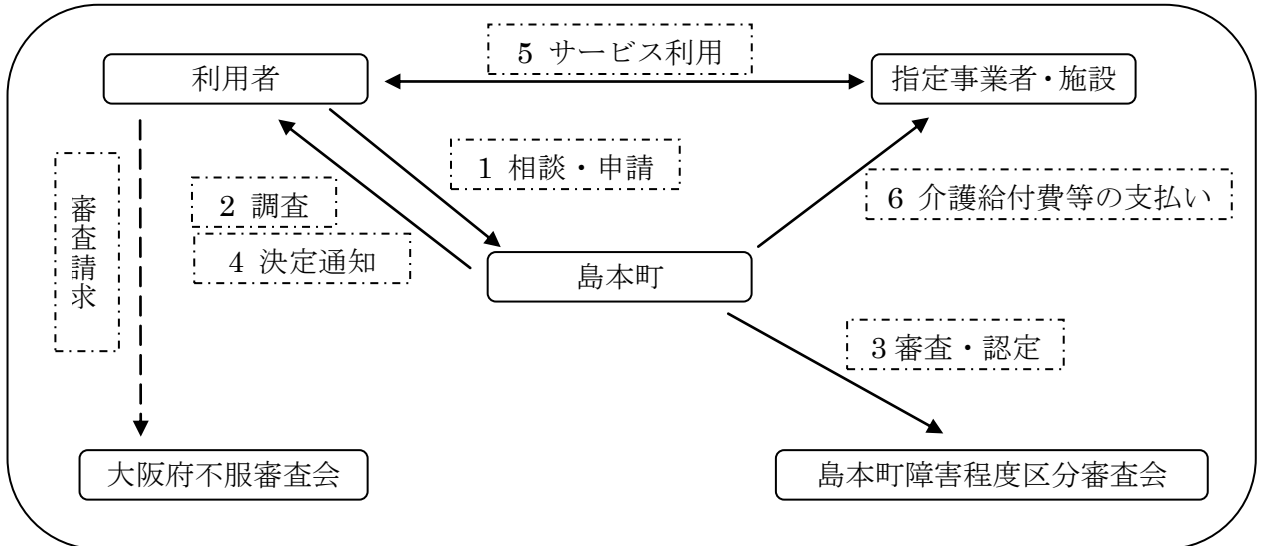 5 サービス利用
利用者
指定事業者・施設
1 相談・申請
2 調査
6 介護給付費等の支払い
審査請求
4 決定通知
島本町
3 審査・認定
大阪府不服審査会
島本町障害程度区分審査会